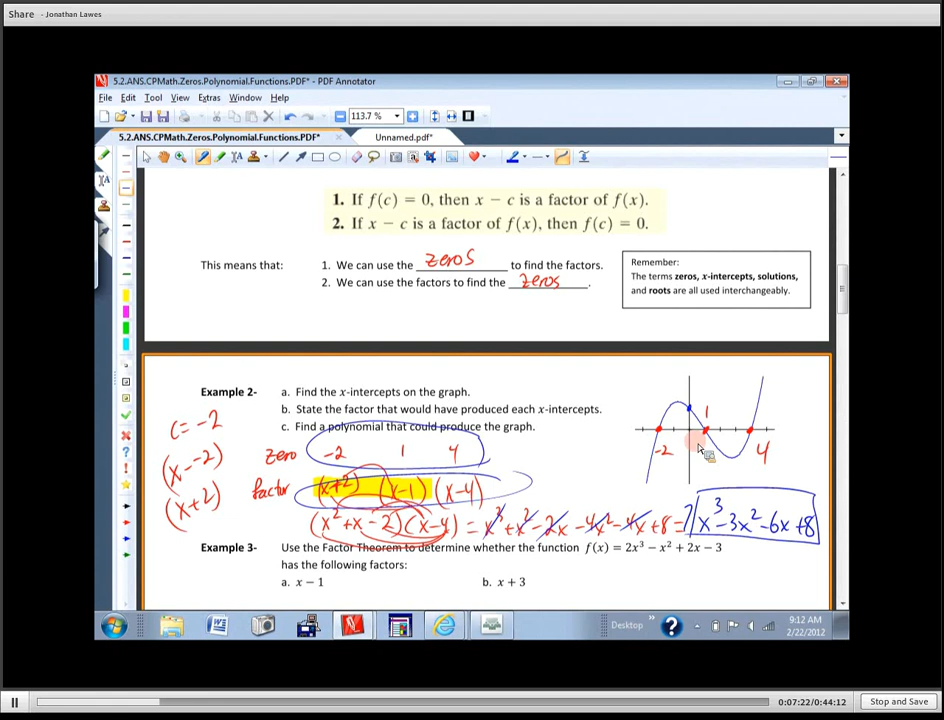 Share - Jonathan Lawes
5.2.ANS.CPMath.Zeros.Polynomial.Functions.PDF* - PDF Annotator
File Edit Tool View Extras Window Help
113.7 %
5.2.ANS.CPMath.Zeros.Polynomial.Functions.PDF* Unnamed.pdf*
1. If f(c) = 0, then x − c is a factor of f(x).
2. If x − c is a factor of f(x), then f(c) = 0.
This means that: 1. We can use the zeros to find the factors.
2. We can use the factors to find the zeros.
Remember:
The terms zeros, x-intercepts, solutions,
and roots are all used interchangeably.
Example 2- a. Find the x-intercepts on the graph.
b. State the factor that would have produced each x-intercepts.
c. Find a polynomial that could produce the graph.
c = -2
(x - -2)
(x+2)
zero -2 1 4
factor (x+2) (x-1) (x-4)
(x²+x-2)(x-4) = x³+x²-2x-4x²-4x+8 = x³-3x²-6x+8
-2 1 4
Example 3- Use the Factor Theorem to determine whether the function f(x) = 2x³ − x² + 2x − 3
has the following factors:
a. x − 1 b. x + 3
Desktop
9:12 AM
2/22/2012
0:07:22/0:44:12
Stop and Save